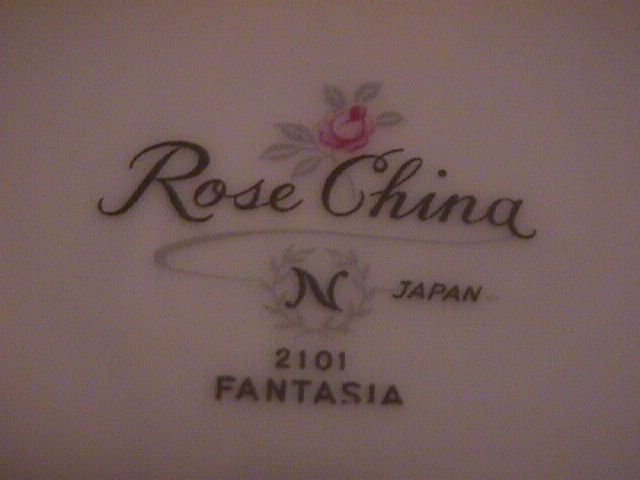 Rose China
N JAPAN
2101
FANTASIA